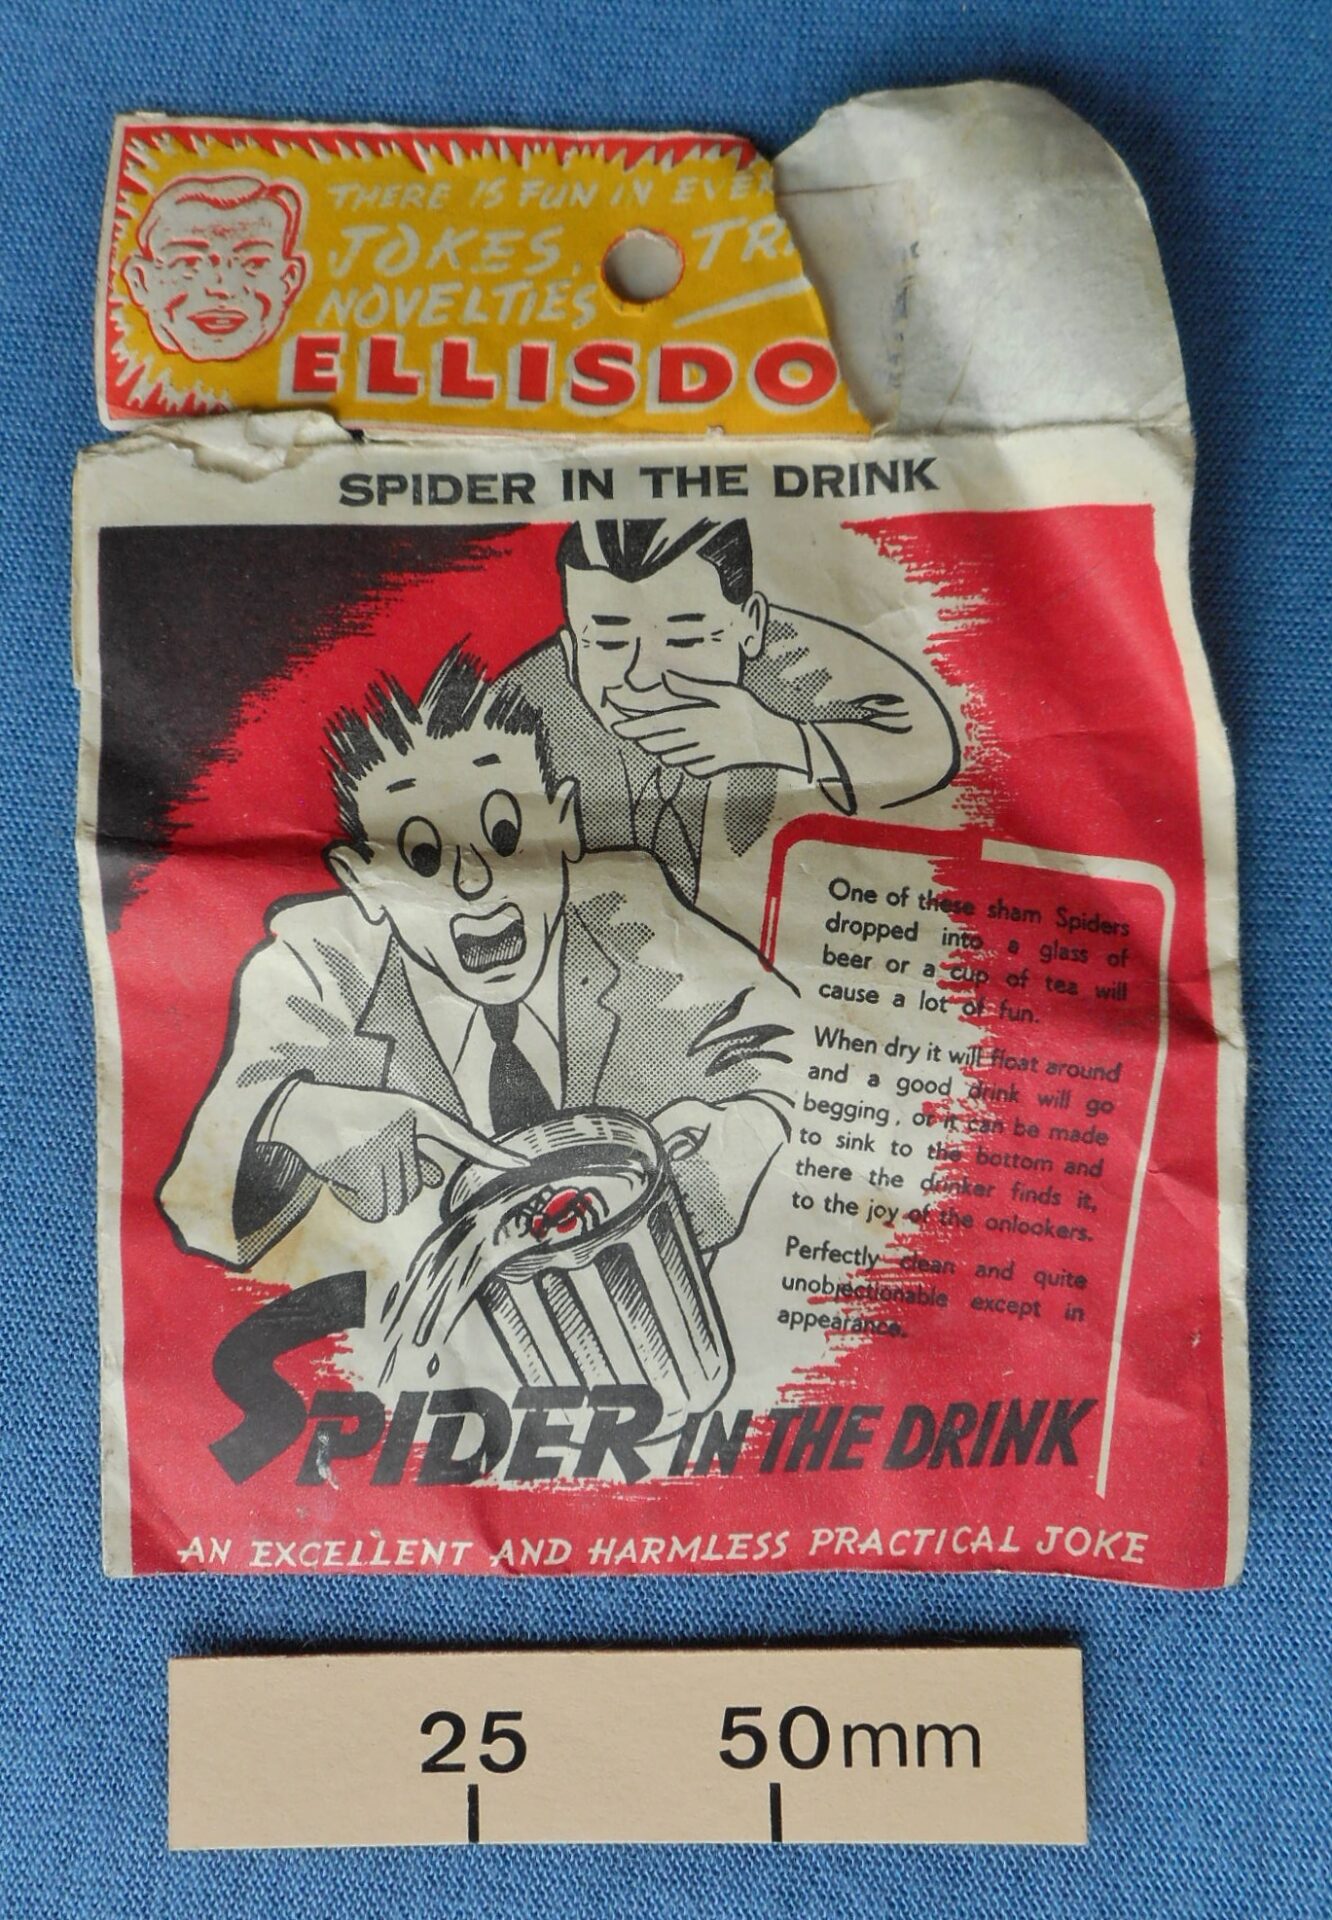 THERE IS FUN IN EVER
JOKES, TRI
NOVELTIES
ELLISDO
SPIDER IN THE DRINK
One of these sham Spiders
dropped into a glass of
beer or a cup of tea will
cause a lot of fun.
When dry it will float around
and a good drink will go
begging, or it can be made
to sink to the bottom and
there the drinker finds it,
to the joy of the onlookers.
Perfectly clean and quite
unobjectionable except in
appearance.
SPIDER IN THE DRINK
AN EXCELLENT AND HARMLESS PRACTICAL JOKE
25 50mm